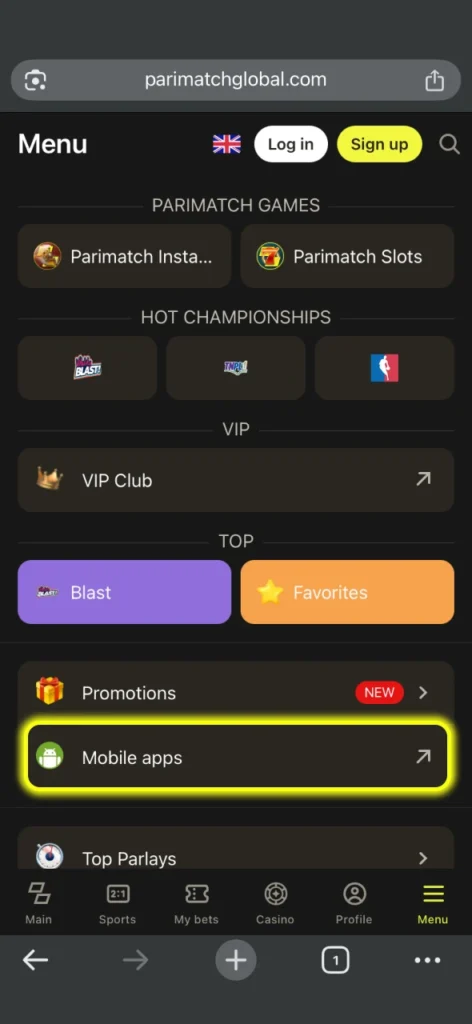 parimatchglobal.com
Menu
Log in
Sign up
PARIMATCH GAMES
Parimatch Insta...
Parimatch Slots
HOT CHAMPIONSHIPS
BLAST!
TNPL
VIP
VIP Club
TOP
Blast
Favorites
Promotions
NEW
Mobile apps
Top Parlays
2:1
Main
Sports
My bets
Casino
Profile
Menu
1